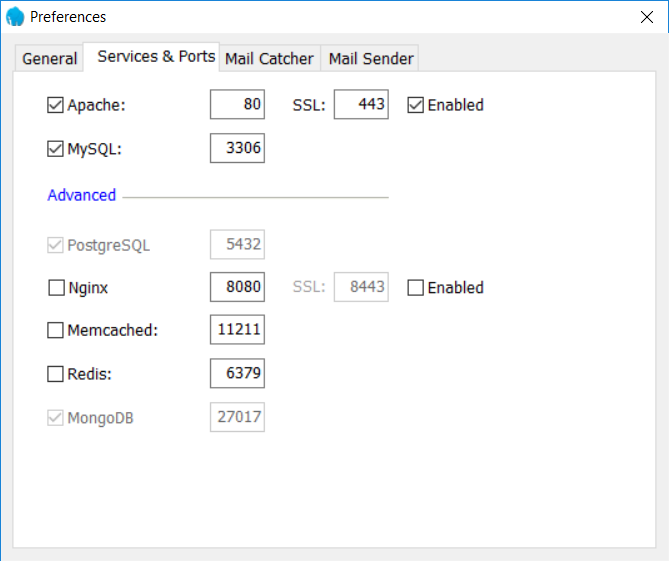 Preferences
General Services & Ports Mail Catcher Mail Sender
Apache: 80 SSL: 443 Enabled
MySQL: 3306
Advanced
PostgreSQL 5432
Nginx 8080 SSL: 8443 Enabled
Memcached: 11211
Redis: 6379
MongoDB 27017